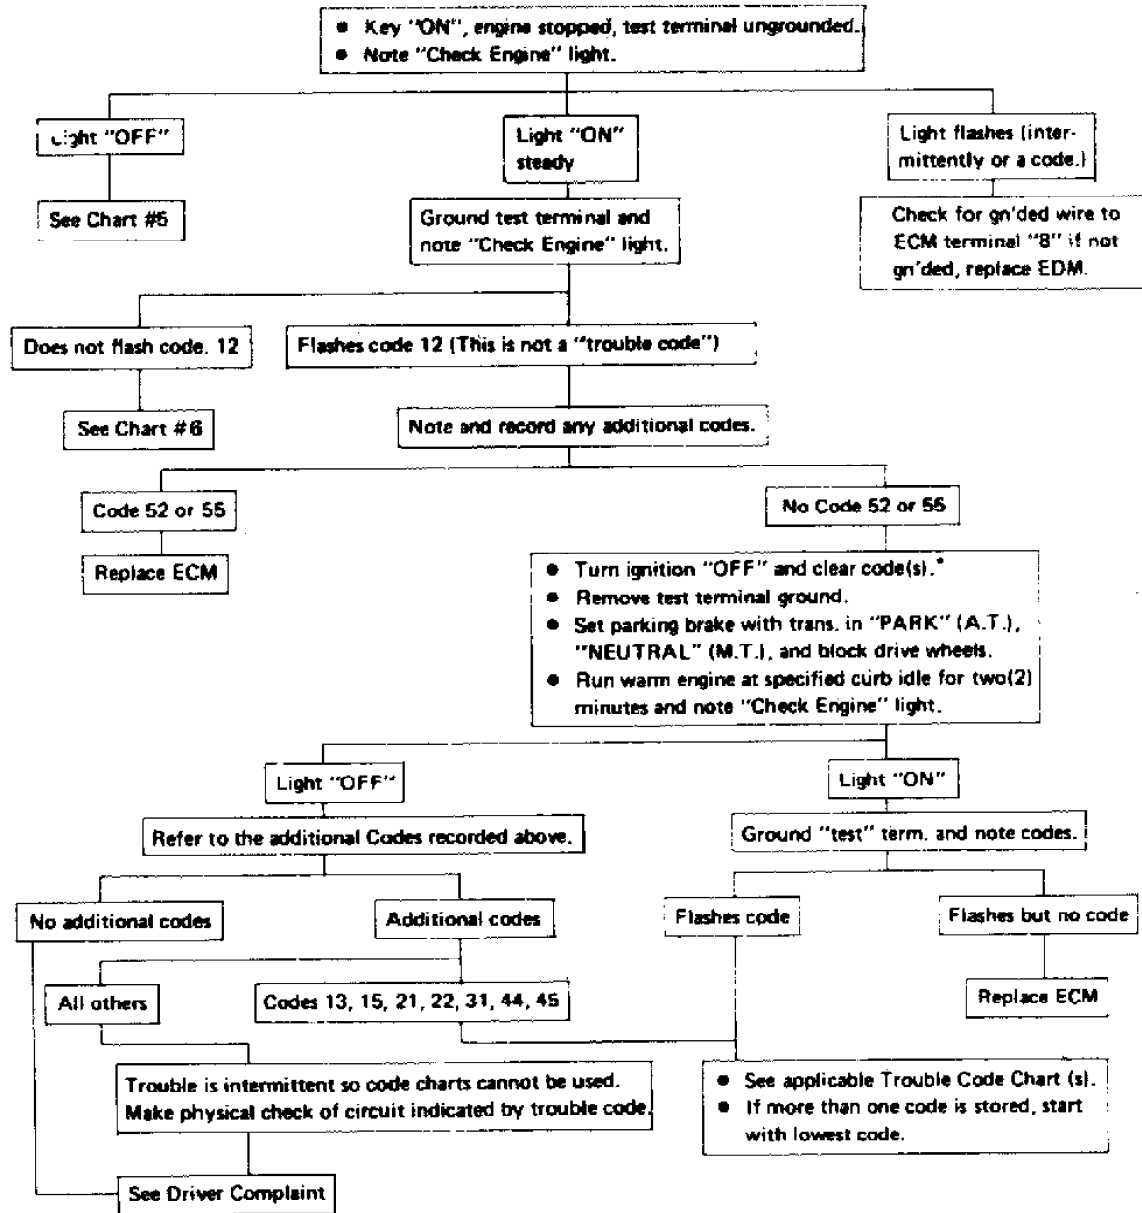 ● Key "ON", engine stopped, test terminal ungrounded.
● Note "Check Engine" light.
Light "OFF"
Light "ON"
steady
Light flashes (inter-
mittently or a code.)
See Chart #5
Ground test terminal and
note "Check Engine" light.
Check for gn'ded wire to
ECM terminal "8" if not
gn'ded, replace EDM.
Does not flash code. 12
Flashes code 12 (This is not a "trouble code")
See Chart #6
Note and record any additional codes.
Code 52 or 55
No Code 52 or 55
Replace ECM
● Turn ignition "OFF" and clear code(s).*
● Remove test terminal ground.
● Set parking brake with trans. in "PARK" (A.T.),
"NEUTRAL" (M.T.), and block drive wheels.
● Run warm engine at specified curb idle for two(2)
minutes and note "Check Engine" light.
Light "OFF"
Light "ON"
Refer to the additional Codes recorded above.
Ground "test" term. and note codes.
No additional codes
Additional codes
Flashes code
Flashes but no code
All others
Codes 13, 15, 21, 22, 31, 44, 45
Replace ECM
Trouble is intermittent so code charts cannot be used.
Make physical check of circuit indicated by trouble code.
● See applicable Trouble Code Chart (s).
● If more than one code is stored, start
with lowest code.
See Driver Complaint